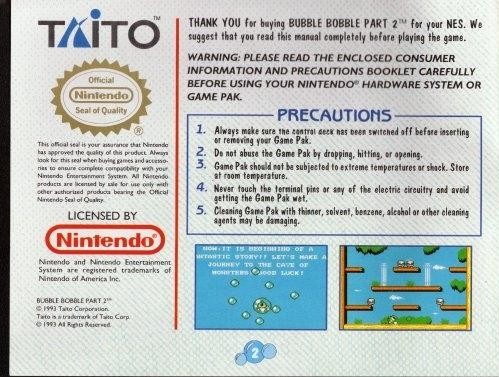 TAITO™
Official
Nintendo
Seal of Quality
®
This official seal is your assurance that Nintendo
has approved the quality of this product. Always
look for this seal when buying games and accesso-
ries to ensure complete compatibility with your
Nintendo Entertainment System. All Nintendo
products are licensed by sale for use only with
other authorized products bearing the Official
Nintendo Seal of Quality.
LICENSED BY
Nintendo®
Nintendo and Nintendo Entertainment
System are registered trademarks of
Nintendo of America Inc.
BUBBLE BOBBLE PART 2™
© 1993 Taito Corporation.
Taito is a trademark of Taito Corp.
© 1993 All Rights Reserved.
THANK YOU for buying BUBBLE BOBBLE PART 2™ for your NES. We
suggest that you read this manual completely before playing the game.
WARNING: PLEASE READ THE ENCLOSED CONSUMER
INFORMATION AND PRECAUTIONS BOOKLET CAREFULLY
BEFORE USING YOUR NINTENDO® HARDWARE SYSTEM OR
GAME PAK.
PRECAUTIONS
1. Always make sure the control deck has been switched off before inserting
or removing your Game Pak.
2. Do not abuse the Game Pak by dropping, hitting, or opening.
3. Game Pak should not be subjected to extreme temperatures or shock. Store
at room temperature.
4. Never touch the terminal pins or any of the electric circuitry and avoid
getting the Game Pak wet.
5. Cleaning Game Pak with thinner, solvent, benzene, alcohol or other cleaning
agents may be damaging.
NOW, IT IS BEGINNING OF A
FANTASTIC STORY!! LET'S MAKE A
JOURNEY TO THE CAVE OF
MONSTERS! GOOD LUCK!
2